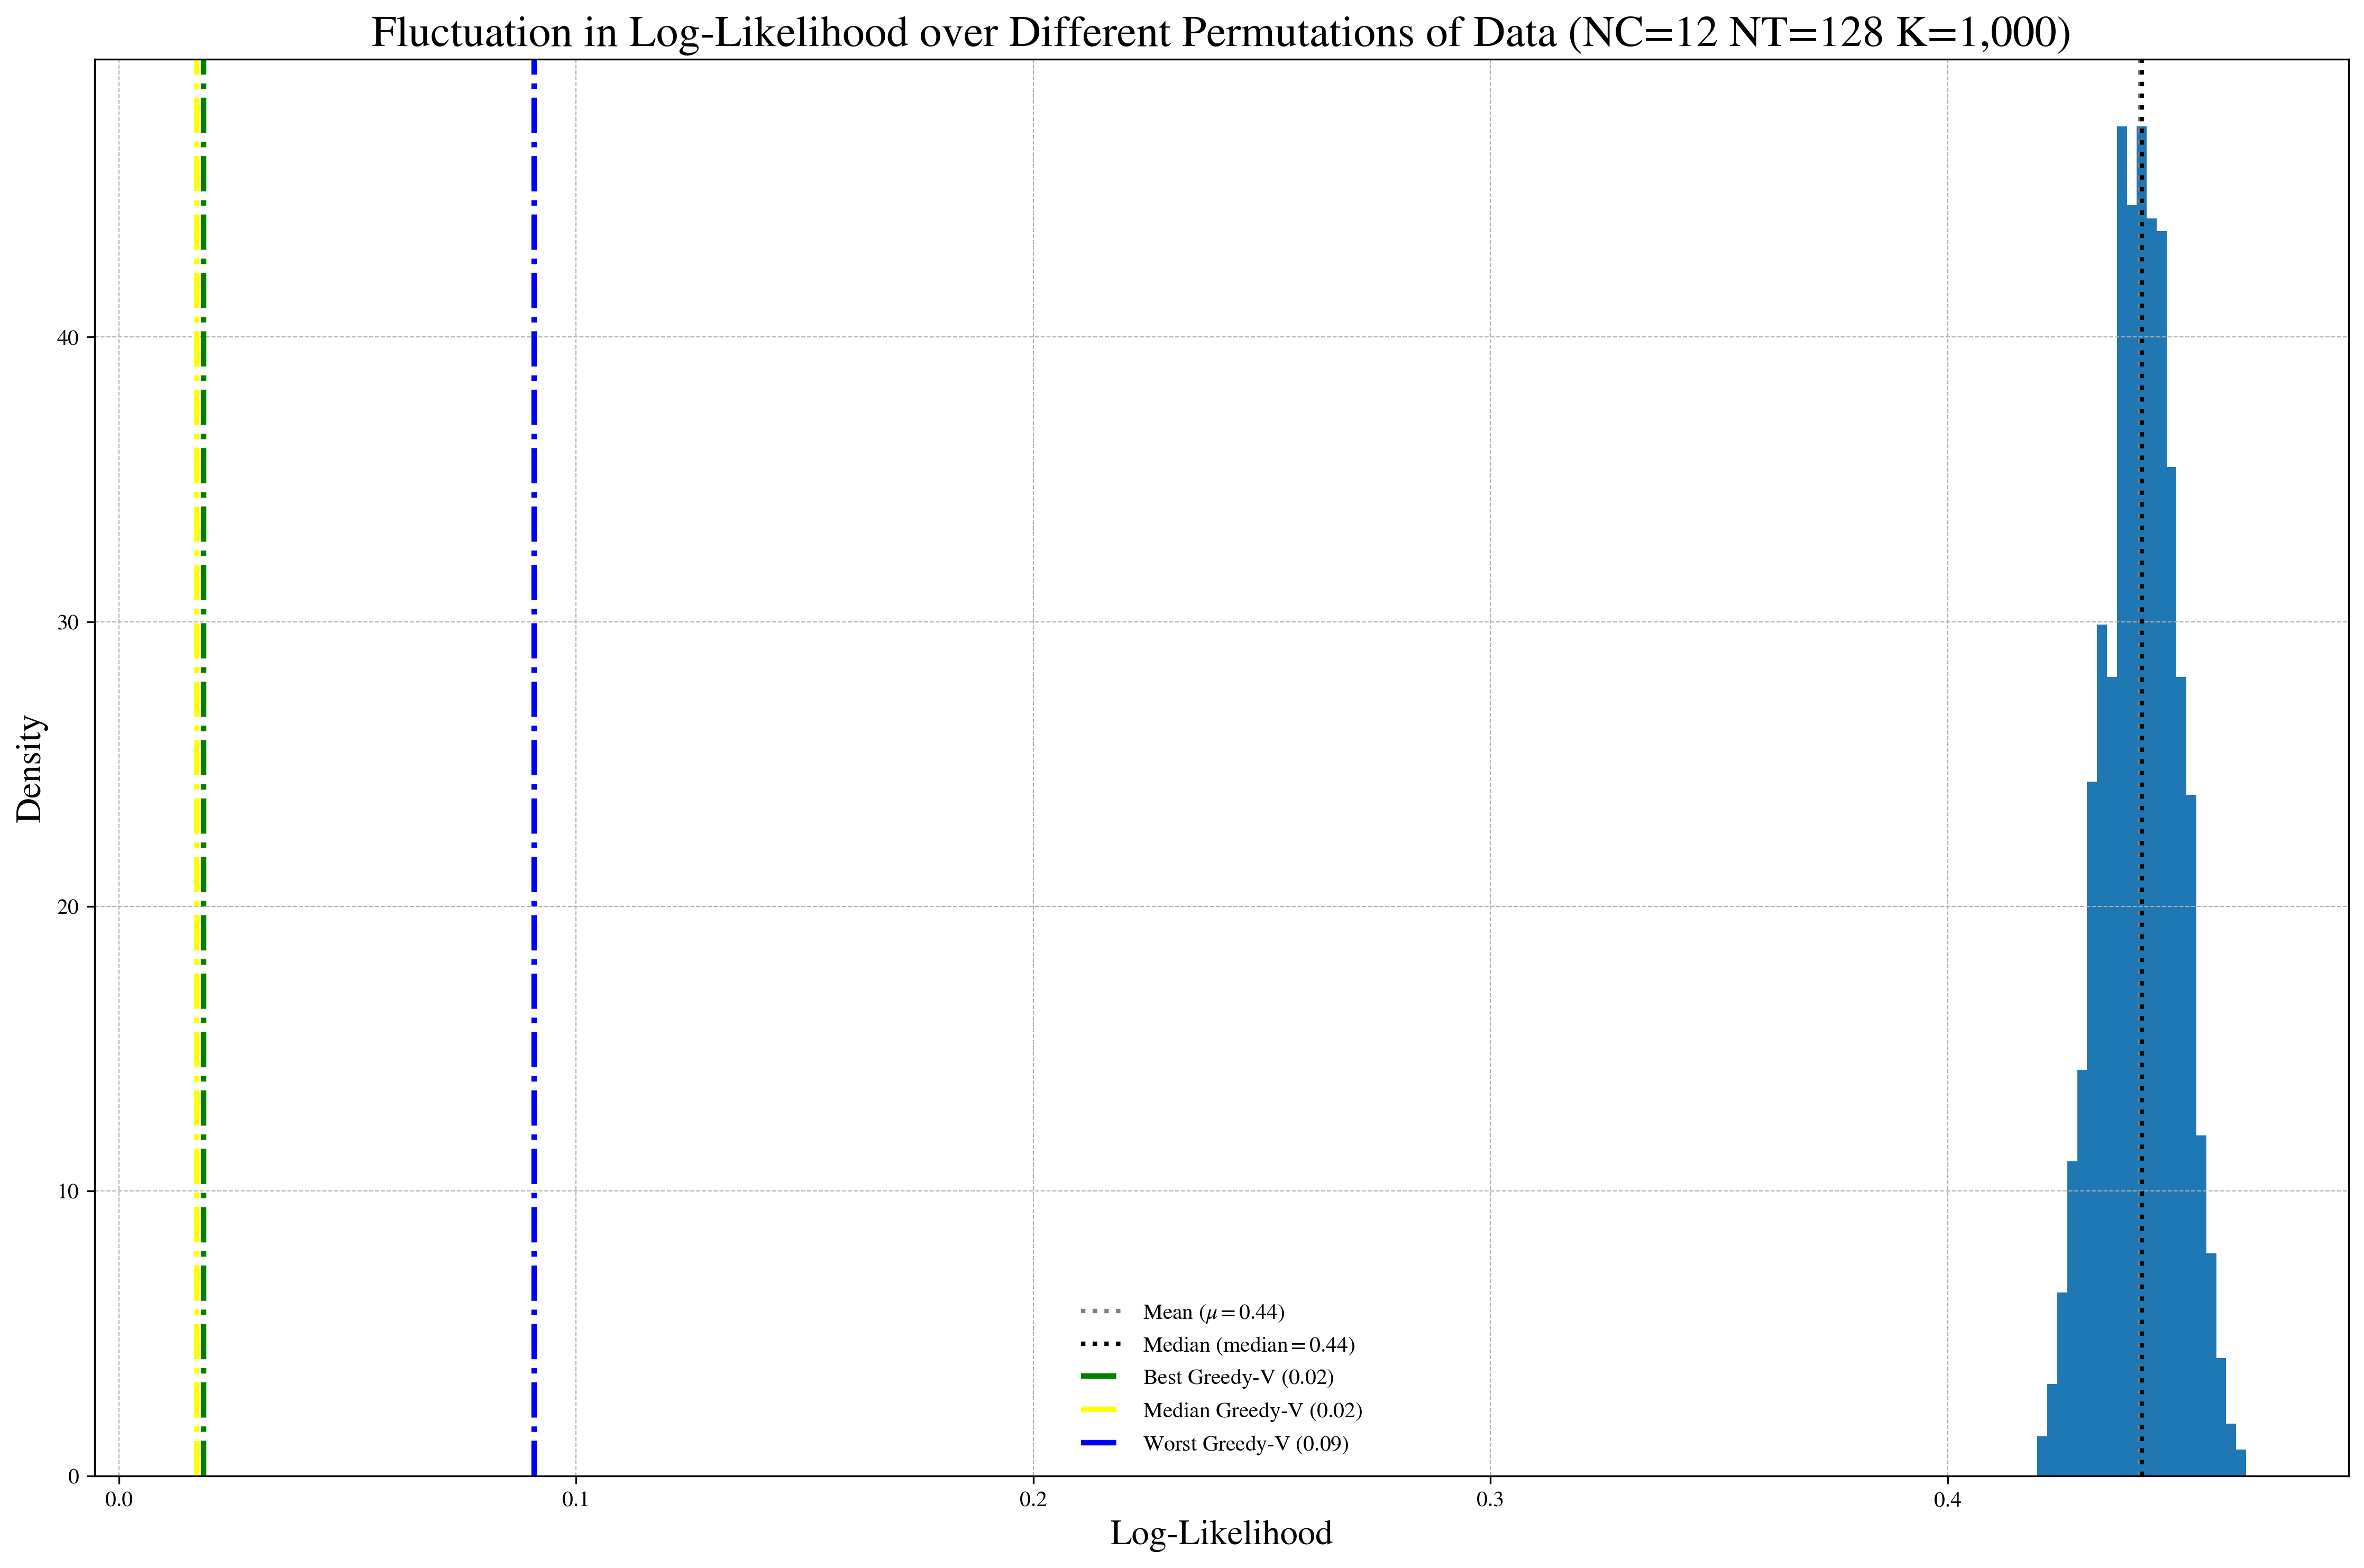 Fluctuation in Log-Likelihood over Different Permutations of Data (NC=12 NT=128 K=1,000)
Density
40
30
20
10
0
Mean (μ = 0.44)
Median (median = 0.44)
Best Greedy-V (0.02)
Median Greedy-V (0.02)
Worst Greedy-V (0.09)
0.0 0.1 0.2 0.3 0.4
Log-Likelihood